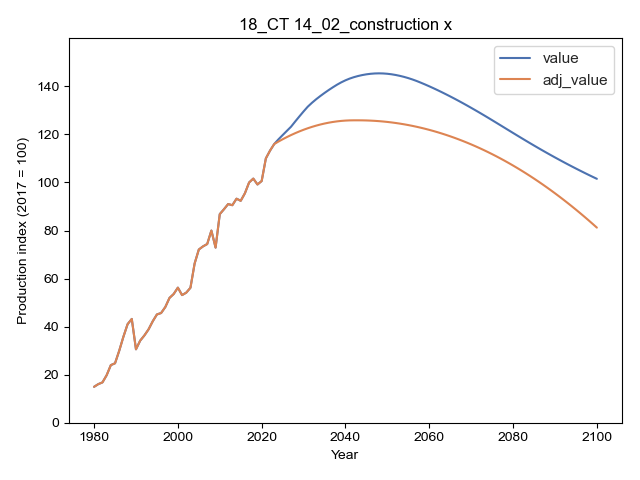 18_CT 14_02_construction x
value
adj_value
Production index (2017 = 100)
140
120
100
80
60
40
20
0
1980 2000 2020 2040 2060 2080 2100
Year